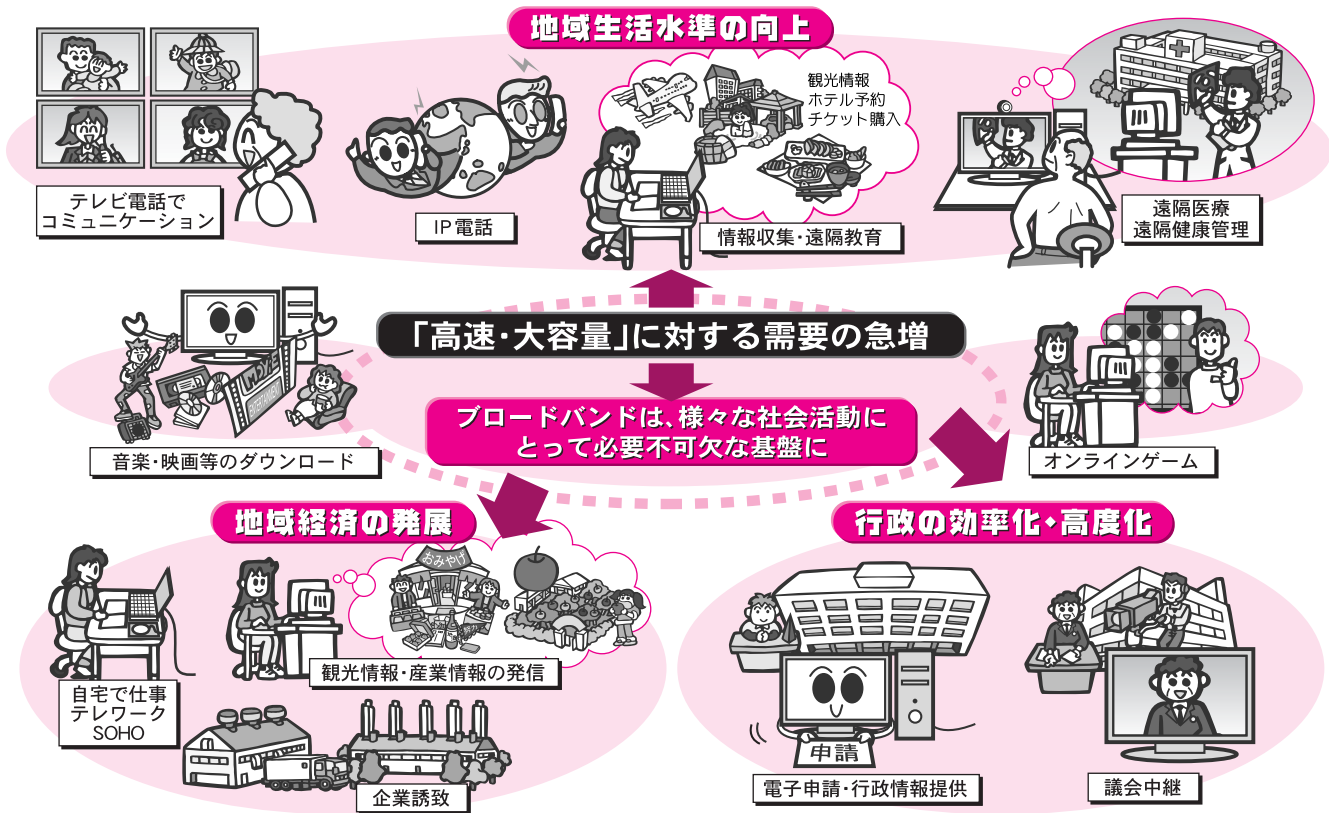 地域生活水準の向上
テレビ電話で
コミュニケーション
IP電話
観光情報
ホテル予約
チケット購入
情報収集・遠隔教育
遠隔医療
遠隔健康管理
「高速・大容量」に対する需要の急増
ブロードバンドは、様々な社会活動に
とって必要不可欠な基盤に
音楽・映画等のダウンロード
オンラインゲーム
地域経済の発展
おみやげ
自宅で仕事
テレワーク
SOHO
観光情報・産業情報の発信
企業誘致
行政の効率化・高度化
申請
電子申請・行政情報提供
議会中継